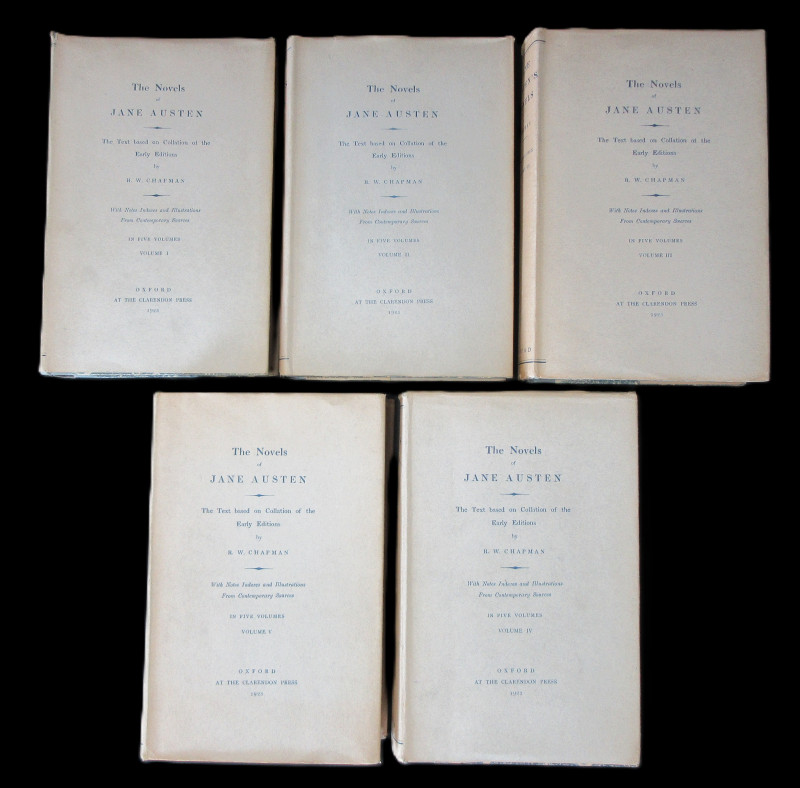 The Novels
of
JANE AUSTEN
The Text based on Collation of the
Early Editions
by
R. W. CHAPMAN
With Notes Indexes and Illustrations
From Contemporary Sources
IN FIVE VOLUMES
VOLUME I
OXFORD
AT THE CLARENDON PRESS
The Novels
of
JANE AUSTEN
The Text based on Collation of the
Early Editions
by
R. W. CHAPMAN
With Notes Indexes and Illustrations
From Contemporary Sources
IN FIVE VOLUMES
VOLUME II
OXFORD
AT THE CLARENDON PRESS
The Novels
of
JANE AUSTEN
The Text based on Collation of the
Early Editions
by
R. W. CHAPMAN
With Notes Indexes and Illustrations
From Contemporary Sources
IN FIVE VOLUMES
VOLUME III
OXFORD
AT THE CLARENDON PRESS
The Novels
of
JANE AUSTEN
The Text based on Collation of the
Early Editions
by
R. W. CHAPMAN
With Notes Indexes and Illustrations
From Contemporary Sources
IN FIVE VOLUMES
VOLUME V
OXFORD
AT THE CLARENDON PRESS
The Novels
of
JANE AUSTEN
The Text based on Collation of the
Early Editions
by
R. W. CHAPMAN
With Notes Indexes and Illustrations
From Contemporary Sources
IN FIVE VOLUMES
VOLUME IV
OXFORD
AT THE CLARENDON PRESS